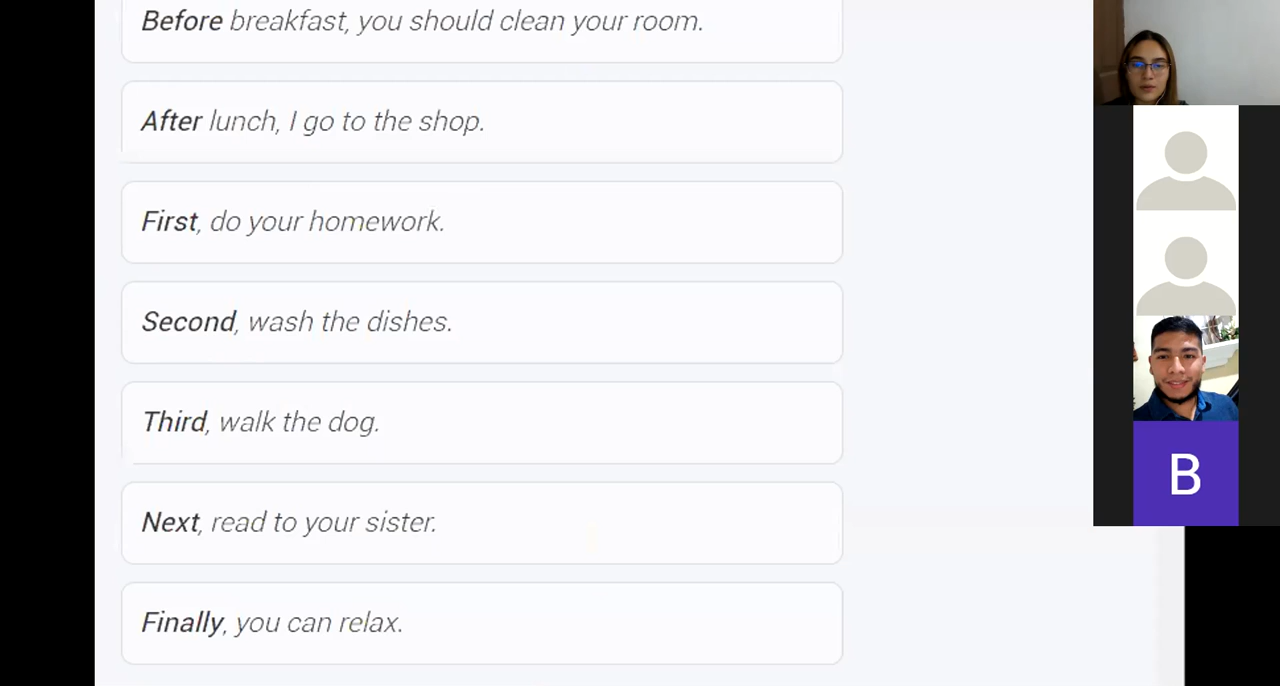 Before breakfast, you should clean your room.
After lunch, I go to the shop.
First, do your homework.
Second, wash the dishes.
Third, walk the dog.
Next, read to your sister.
Finally, you can relax.
B